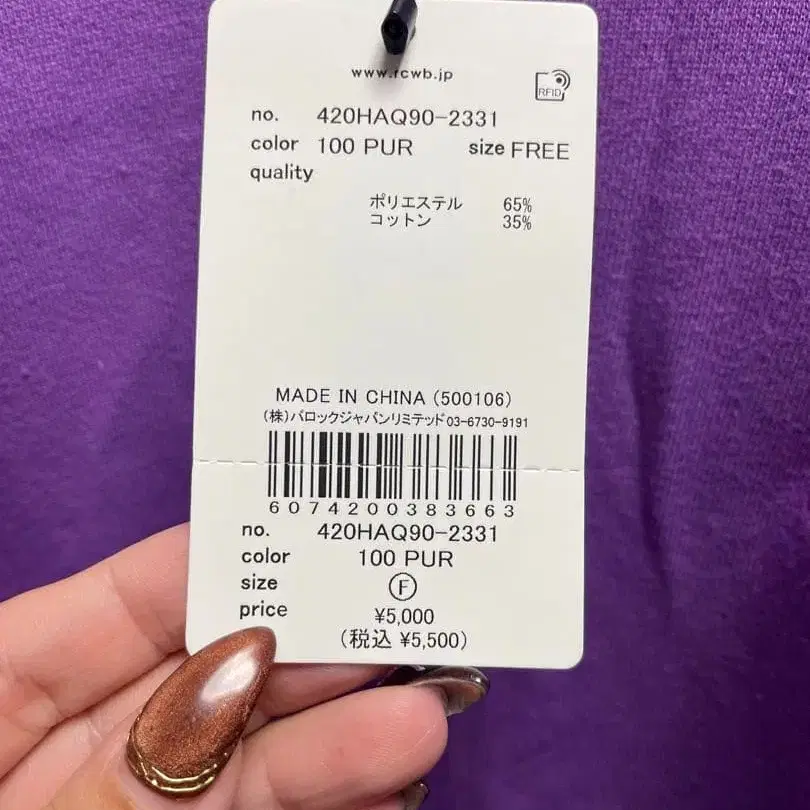 www.rcwb.jp
RFID
no. 420HAQ90-2331
color 100 PUR size FREE
quality
ポリエステル 65%
コットン 35%
MADE IN CHINA (500106)
(株)バロックジャパンリミテッド 03-6730-9191
6074200383663
no. 420HAQ90-2331
color 100 PUR
size Ⓕ
price ¥5,000
(税込 ¥5,500)